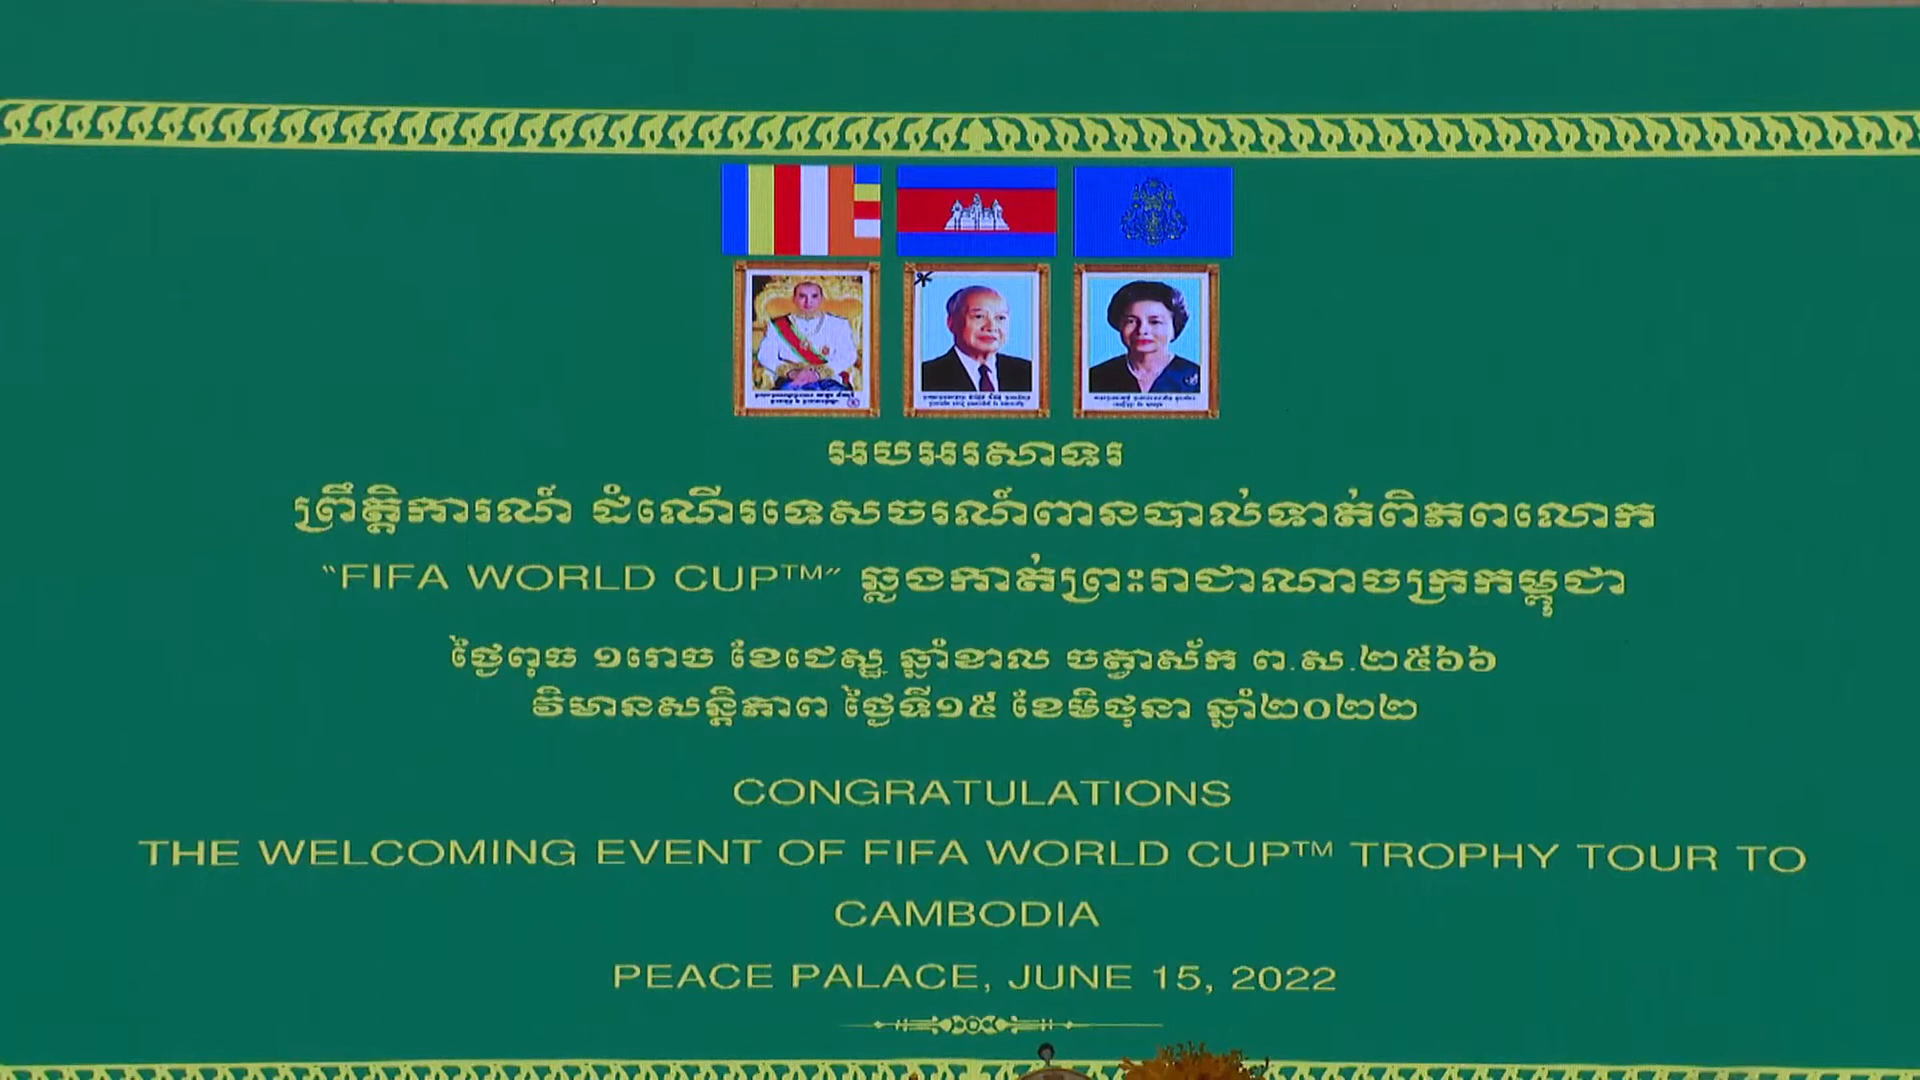 អបអរសាទរ
ព្រឹត្តិការណ៍ ដំណើរទេសចរណ៍ពានបាល់ទាត់ពិភពលោក
“FIFA WORLD CUP™” ឆ្លងកាត់ព្រះរាជាណាចក្រកម្ពុជា
ថ្ងៃពុធ ១រោច ខែជេស្ឋ ឆ្នាំខាល ចត្វាស័ក ព.ស.២៥៦៦
វិមានសន្តិភាព ថ្ងៃទី១៥ ខែមិថុនា ឆ្នាំ២០២២
CONGRATULATIONS
THE WELCOMING EVENT OF FIFA WORLD CUP™ TROPHY TOUR TO
CAMBODIA
PEACE PALACE, JUNE 15, 2022